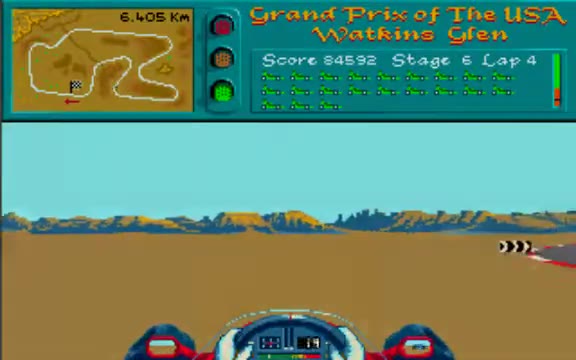 6.405 Km
Grand Prix of The USA
Watkins Glen
Score 84592 Stage 6 Lap 4